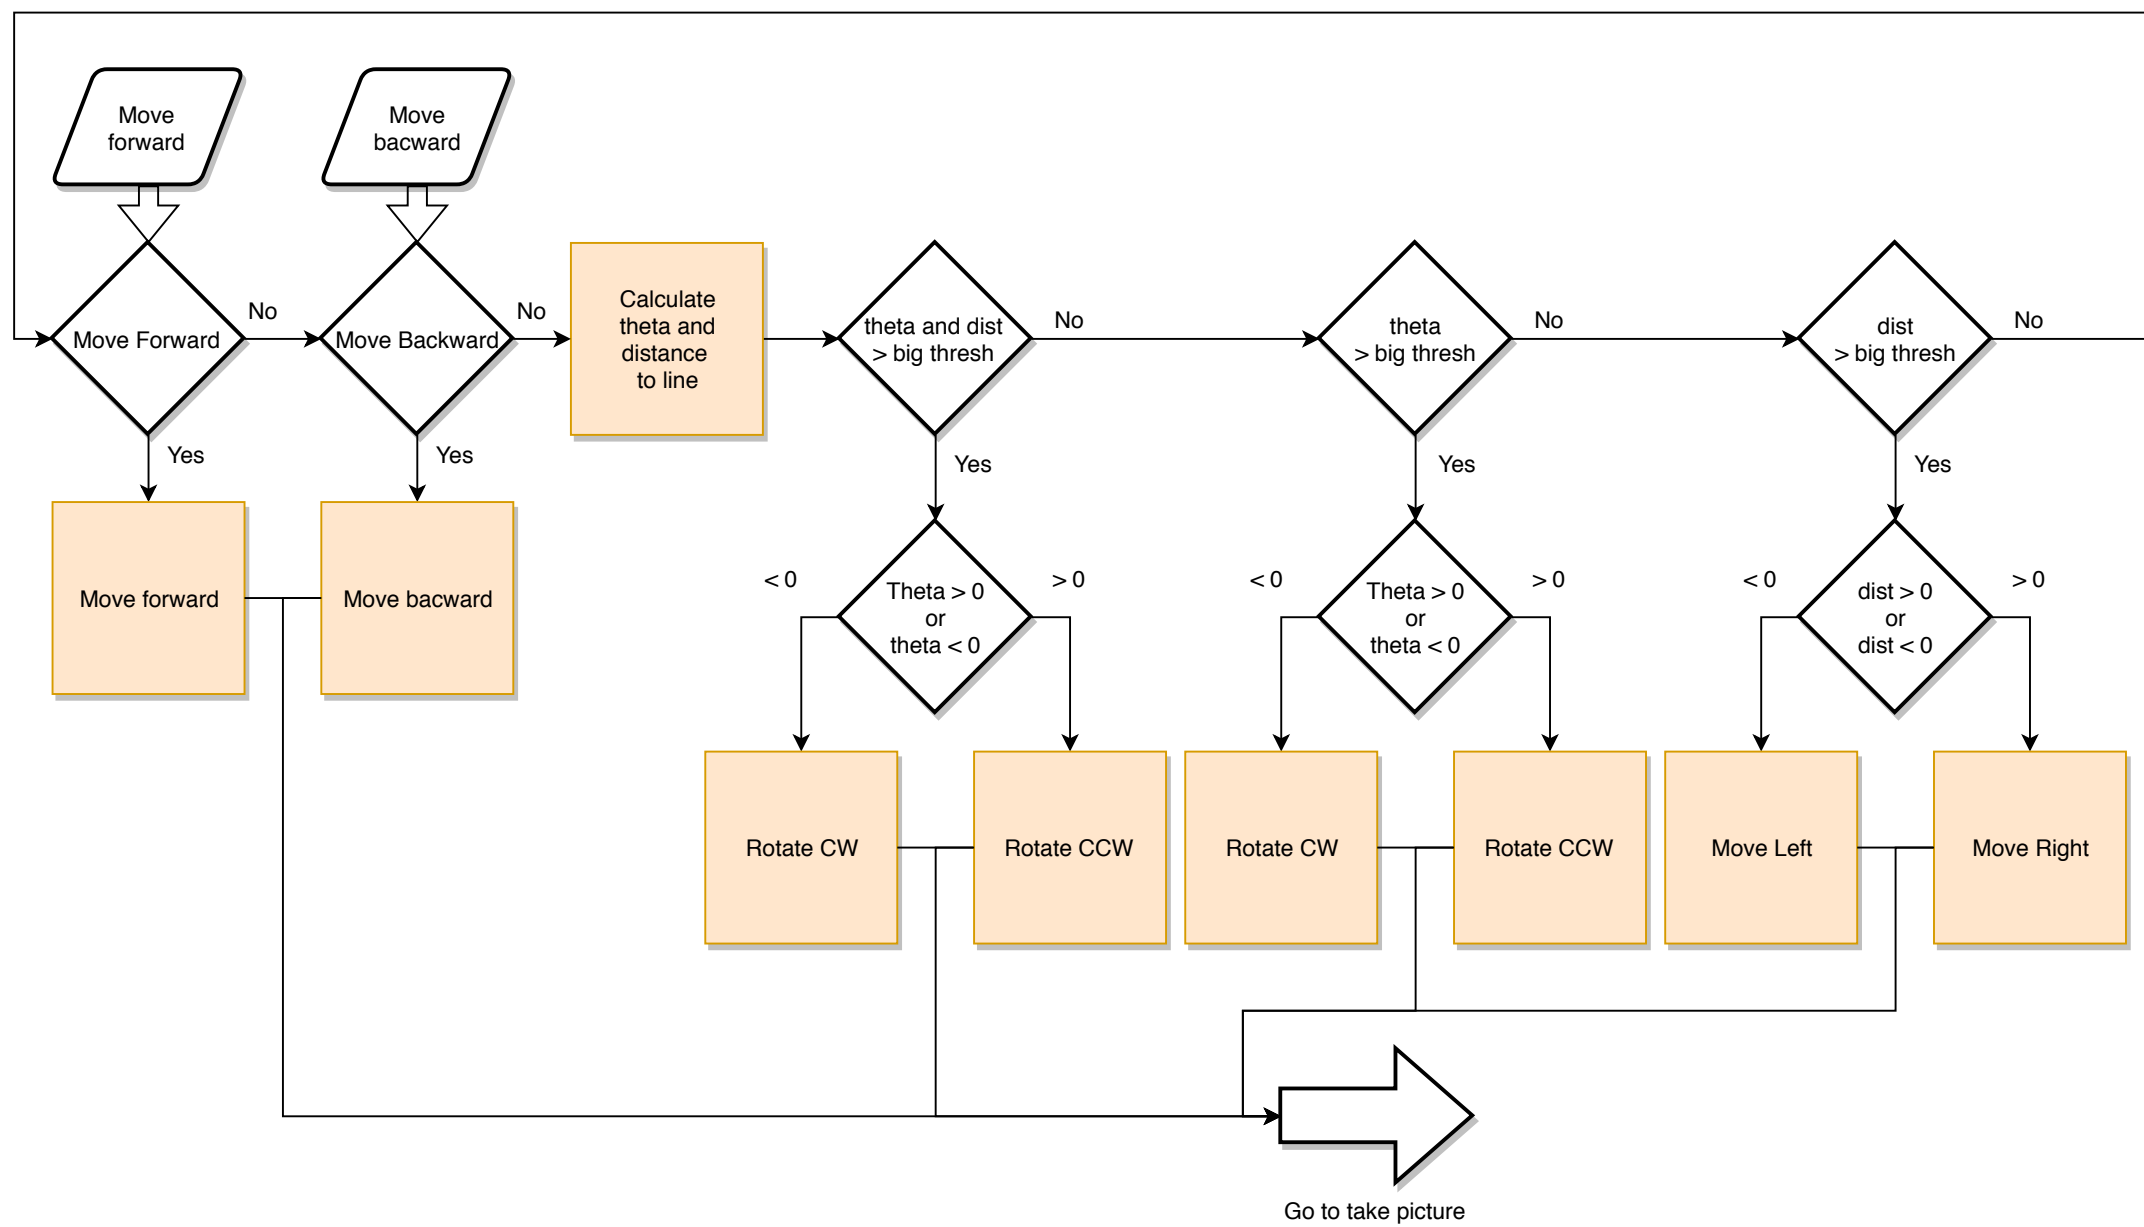 Move
forward
Move
bacward
Move Forward
No
Move Backward
No
Calculate
theta and
distance
to line
theta and dist
> big thresh
No
theta
> big thresh
No
dist
> big thresh
No
Yes
Yes
Yes
Yes
Yes
Move forward
Move bacward
< 0
Theta > 0
or
theta < 0
> 0
< 0
Theta > 0
or
theta < 0
> 0
< 0
dist > 0
or
dist < 0
> 0
Rotate CW
Rotate CCW
Rotate CW
Rotate CCW
Move Left
Move Right
Go to take picture